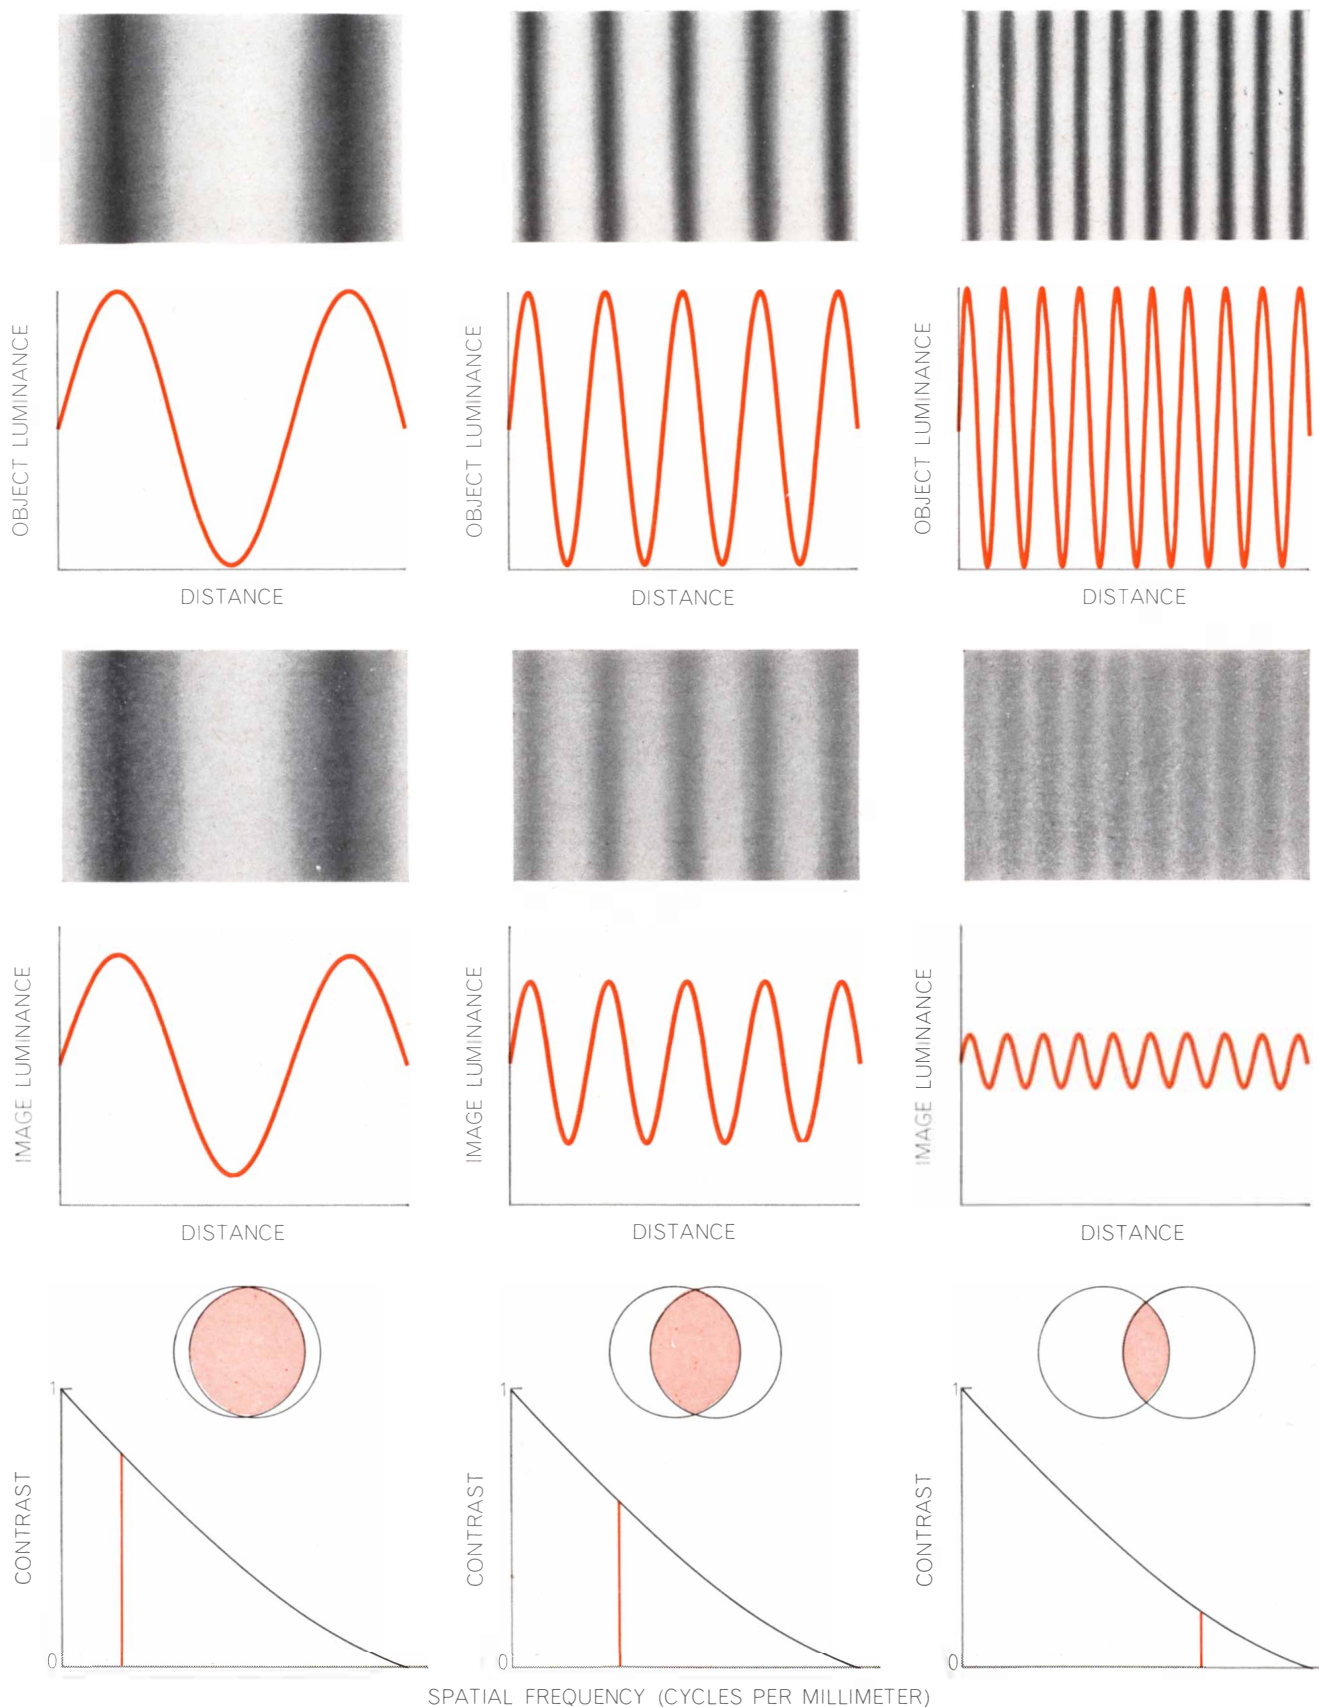 OBJECT LUMINANCE
OBJECT LUMINANCE
OBJECT LUMINANCE
DISTANCE
DISTANCE
DISTANCE
IMAGE LUMINANCE
IMAGE LUMINANCE
IMAGE LUMINANCE
DISTANCE
DISTANCE
DISTANCE
1
1
1
CONTRAST
CONTRAST
CONTRAST
0
0
0
SPATIAL FREQUENCY (CYCLES PER MILLIMETER)